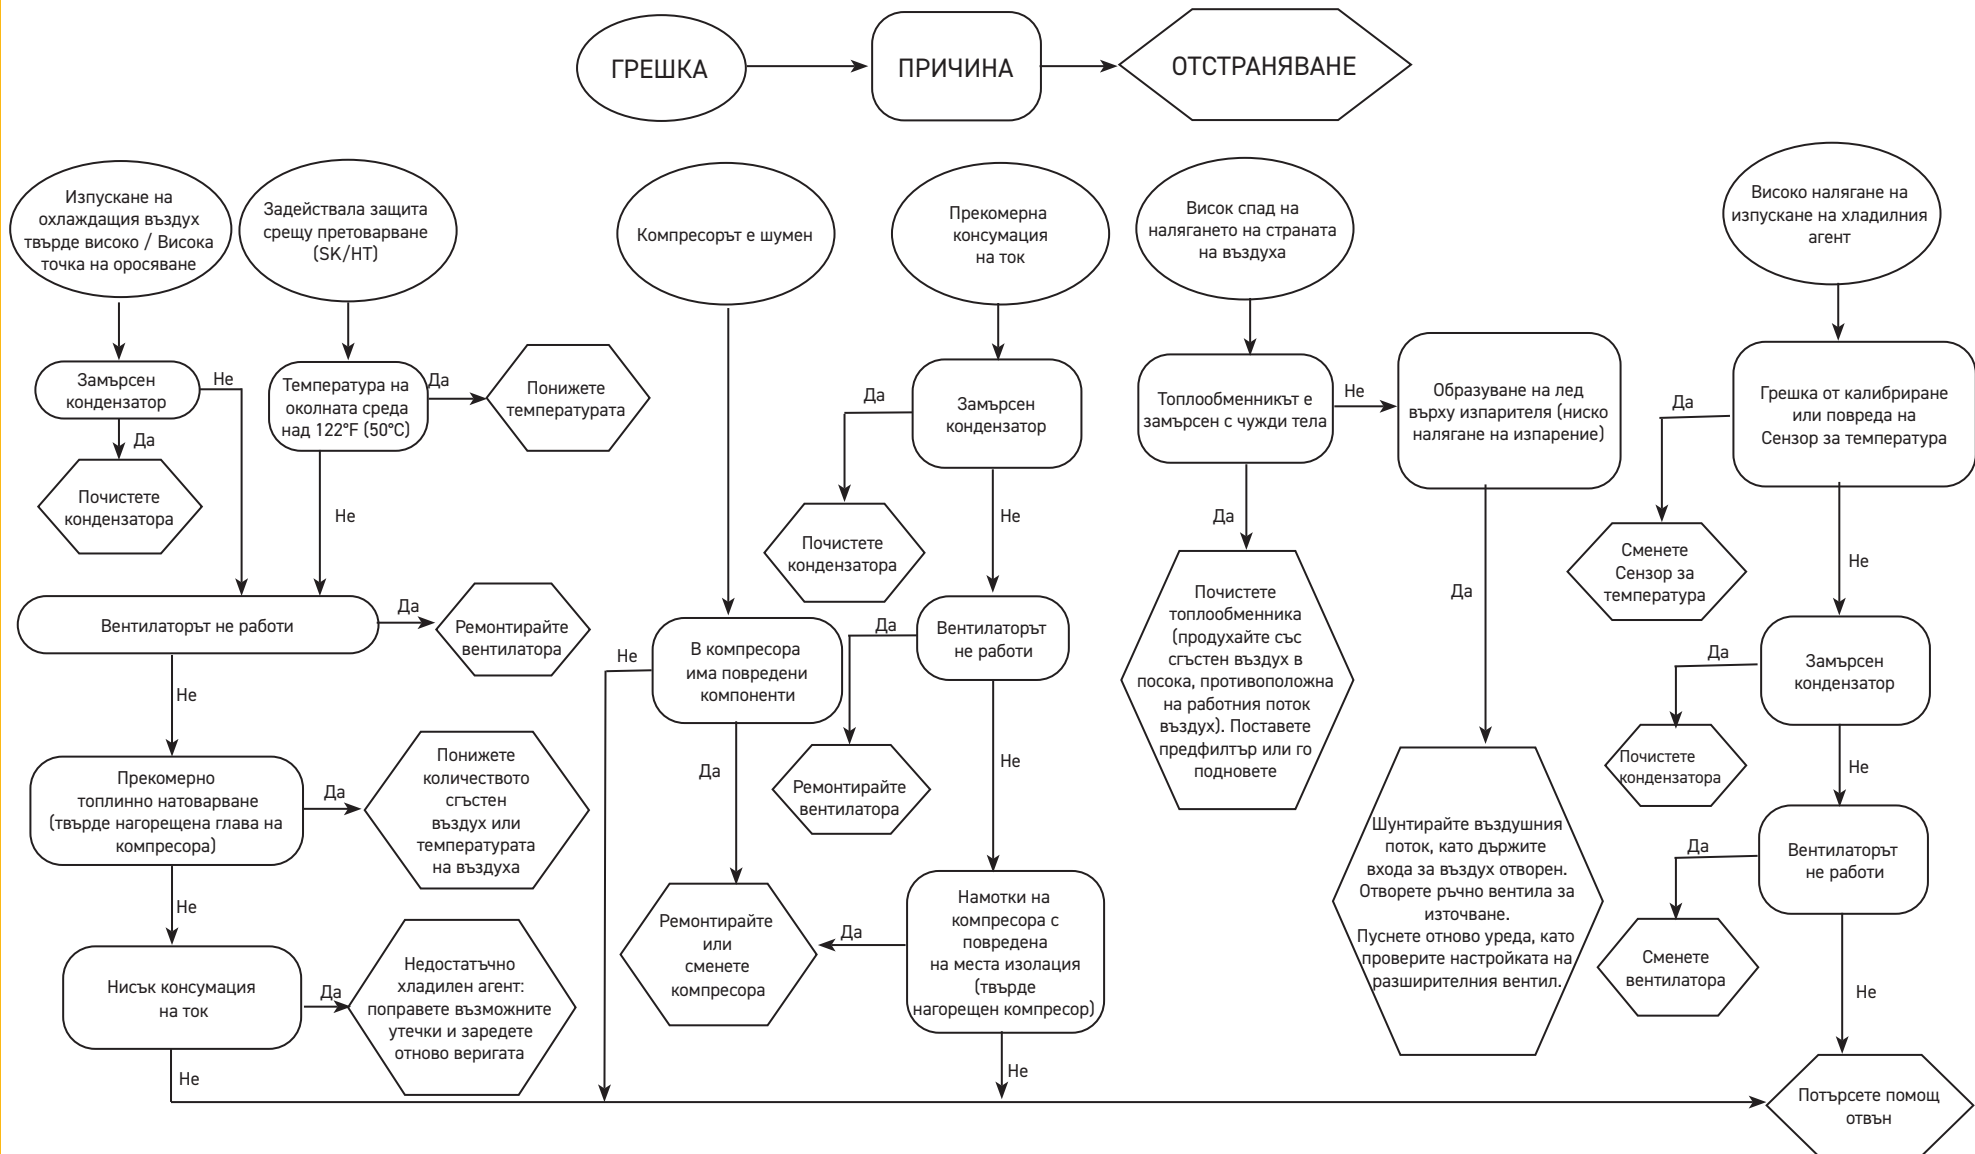 ГРЕШКА
ПРИЧИНА
ОТСТРАНЯВАНЕ
Изпускане на
охлаждащия въздух
твърде високо / Висока
точка на оросяване
Задействала защита
срещу претоварване
(SK/HT)
Компресорът е шумен
Прекомерна
консумация
на ток
Висок спад на
налягането на страната
на въздуха
Високо налягане на
изпускане на хладилния
агент
Замърсен
кондензатор
Не
Да
Почистете
кондензатора
Температура на
околната среда
над 122°F (50°C)
Да
Понижете
температурата
Не
Вентилаторът не работи
Да
Ремонтирайте
вентилатора
Не
Прекомерно
топлинно натоварване
(твърде нагорещена глава на
компресора)
Да
Понижете
количеството
сгъстен
въздух или
температурата
на въздуха
Не
Нисък консумация
на ток
Да
Недостатъчно
хладилен агент:
поправете възможните
утечки и заредете
отново веригата
Не
В компресора
има повредени
компоненти
Не
Да
Ремонтирайте
или
сменете
компресора
Замърсен
кондензатор
Да
Почистете
кондензатора
Не
Вентилаторът
не работи
Да
Ремонтирайте
вентилатора
Не
Намотки на
компресора с
повредена
на места изолация
(твърде
нагорещен компресор)
Да
Не
Топлообменникът е
замърсен с чужди тела
Не
Да
Почистете
топлообменника
(продухайте със
сгъстен въздух в
посока, противоположна
на работния поток
въздух). Поставете
предфилтър или го
подновете
Образуване на лед
върху изпарителя (ниско
налягане на изпарение)
Да
Шунтирайте въздушния
поток, като държите
входа за въздух отворен.
Отворете ръчно вентила за
източване.
Пуснете отново уреда, като
проверите настройката на
разширителния вентил.
Грешка от калибриране
или повреда на
Сензор за температура
Да
Сменете
Сензор за
температура
Не
Замърсен
кондензатор
Да
Почистете
кондензатора
Не
Вентилаторът
не работи
Да
Сменете
вентилатора
Не
Потърсете помощ
отвън